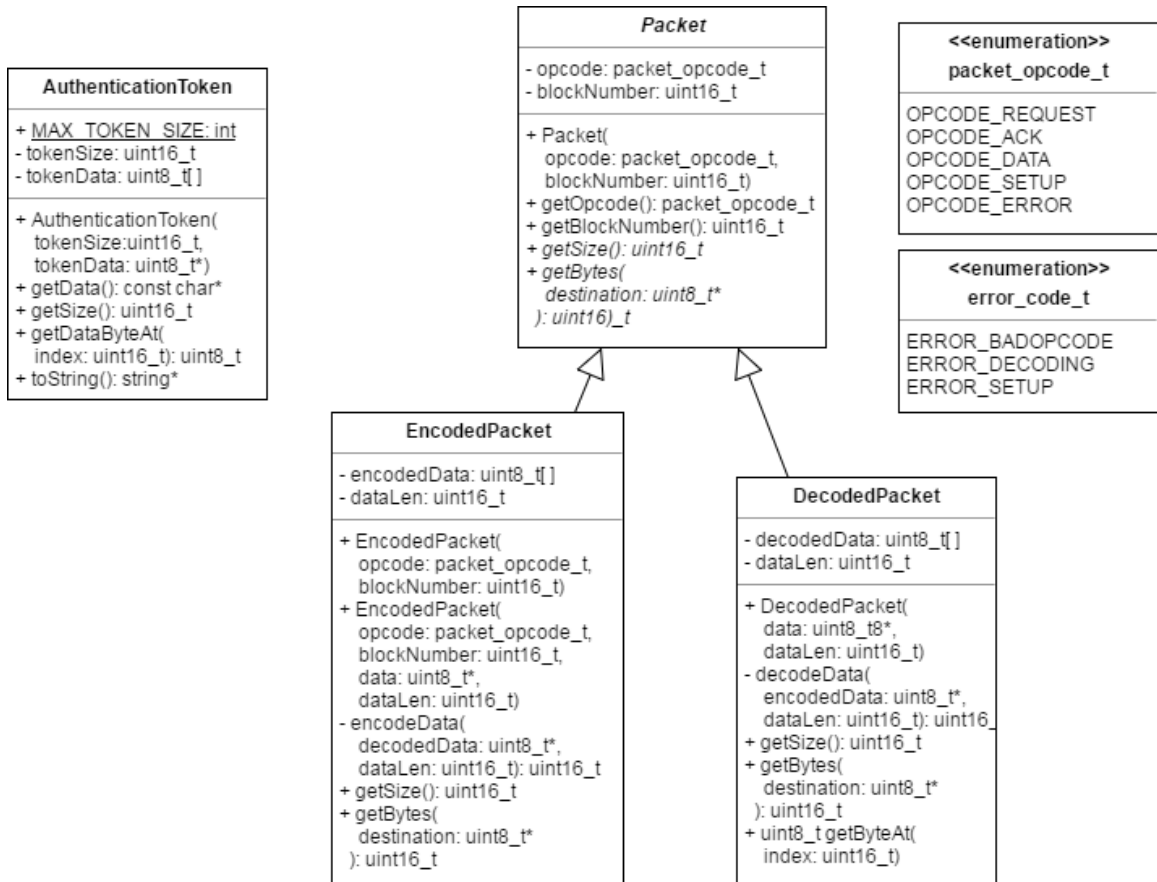 AuthenticationToken
+ MAX_TOKEN_SIZE: int
- tokenSize: uint16_t
- tokenData: uint8_t[ ]
+ AuthenticationToken(
tokenSize:uint16_t,
tokenData: uint8_t*)
+ getData(): const char*
+ getSize(): uint16_t
+ getDataByteAt(
index: uint16_t): uint8_t
+ toString(): string*
Packet
- opcode: packet_opcode_t
- blockNumber: uint16_t
+ Packet(
opcode: packet_opcode_t,
blockNumber: uint16_t)
+ getOpcode(): packet_opcode_t
+ getBlockNumber(): uint16_t
+ getSize(): uint16_t
+ getBytes(
destination: uint8_t*
): uint16)_t
<<enumeration>>
packet_opcode_t
OPCODE_REQUEST
OPCODE_ACK
OPCODE_DATA
OPCODE_SETUP
OPCODE_ERROR
<<enumeration>>
error_code_t
ERROR_BADOPCODE
ERROR_DECODING
ERROR_SETUP
EncodedPacket
- encodedData: uint8_t[ ]
- dataLen: uint16_t
+ EncodedPacket(
opcode: packet_opcode_t,
blockNumber: uint16_t)
+ EncodedPacket(
opcode: packet_opcode_t,
blockNumber: uint16_t,
data: uint8_t*,
dataLen: uint16_t)
- encodeData(
decodedData: uint8_t*,
dataLen: uint16_t): uint16_t
+ getSize(): uint16_t
+ getBytes(
destination: uint8_t*
): uint16_t
DecodedPacket
- decodedData: uint8_t[ ]
- dataLen: uint16_t
+ DecodedPacket(
data: uint8_t8*,
dataLen: uint16_t)
- decodeData(
encodedData: uint8_t*,
dataLen: uint16_t): uint16_
+ getSize(): uint16_t
+ getBytes(
destination: uint8_t*
): uint16_t
+ uint8_t getByteAt(
index: uint16_t)